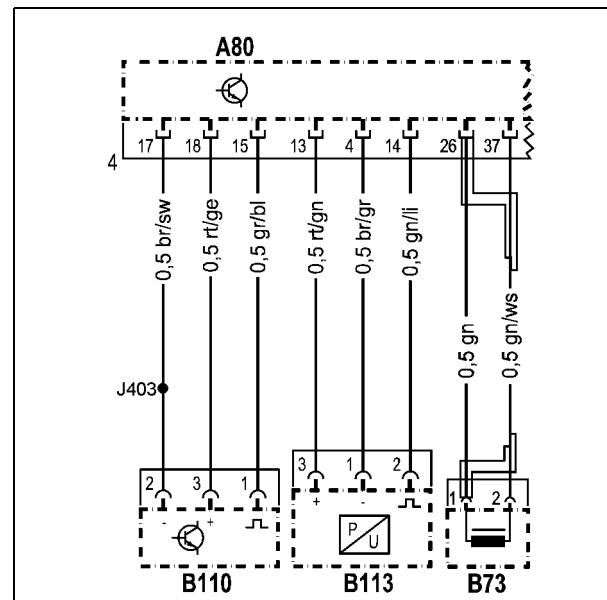 A80
17 18 15 13 4 14 26 37
4
0,5 br/sw
0,5 rt/ge
0,5 gr/bl
0,5 rt/gn
0,5 br/gr
0,5 gn/li
0,5 gn
0,5 gn/ws
J403
2 3 1 3 1 2 1 2
- + + -
P
U
B110 B113 B73